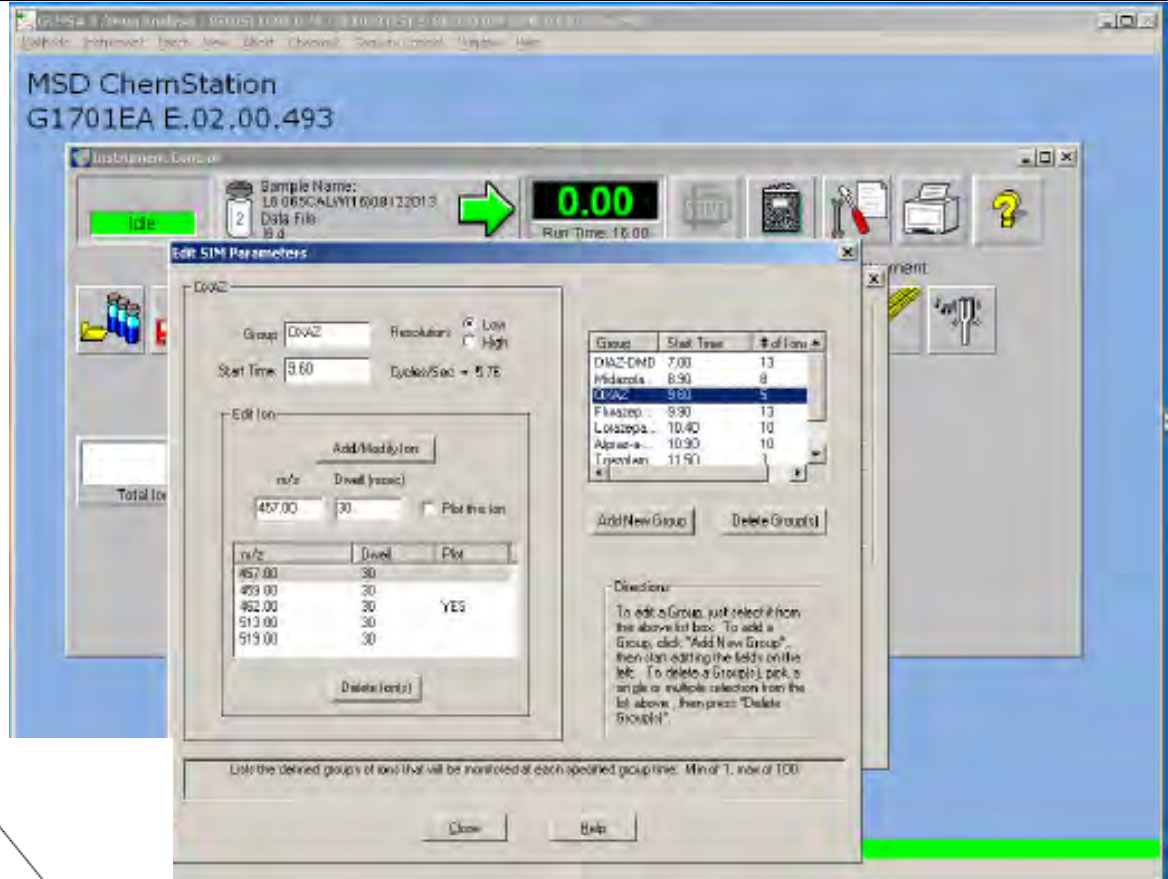 MSD ChemStation
G1701EA E.02.00.493
Instrument Control
Idle
Sample Name:
2
Data File
0.00
Run Time: 16.00
STOP
Total Ion
Edit SIM Parameters
OXAZ
Group OXAZ
Resolution: Low
High
Start Time: 9.60
Cycles/Sec = 5.76
Edit Ion
Add/Modify Ion
m/z Dwell (msec)
457.00 30 Plot this Ion
m/z Dwell Plot
457.00 30
459.00 30
462.00 30 YES
513.00 30
519.00 30
Delete Ion(s)
Group Start Time # of Ions
DIAZ-DMD 7.00 13
Midazola... 8.90 8
OXAZ 9.60 5
Flurazep... 9.90 13
Lorazepa... 10.40 10
Alpraz-a-... 10.90 10
Triazolam 11.50
Add New Group Delete Group(s)
Directions
To edit a Group, just select it from
the above list box. To add a
Group, click "Add New Group",
then start editting the fields on the
left. To delete a Group(s), pick a
single or multiple selection from the
list above, then press "Delete
Group(s)".
Lists the defined groups of ions that will be monitored at each specified group time. Min of 1, max of 100
Close Help